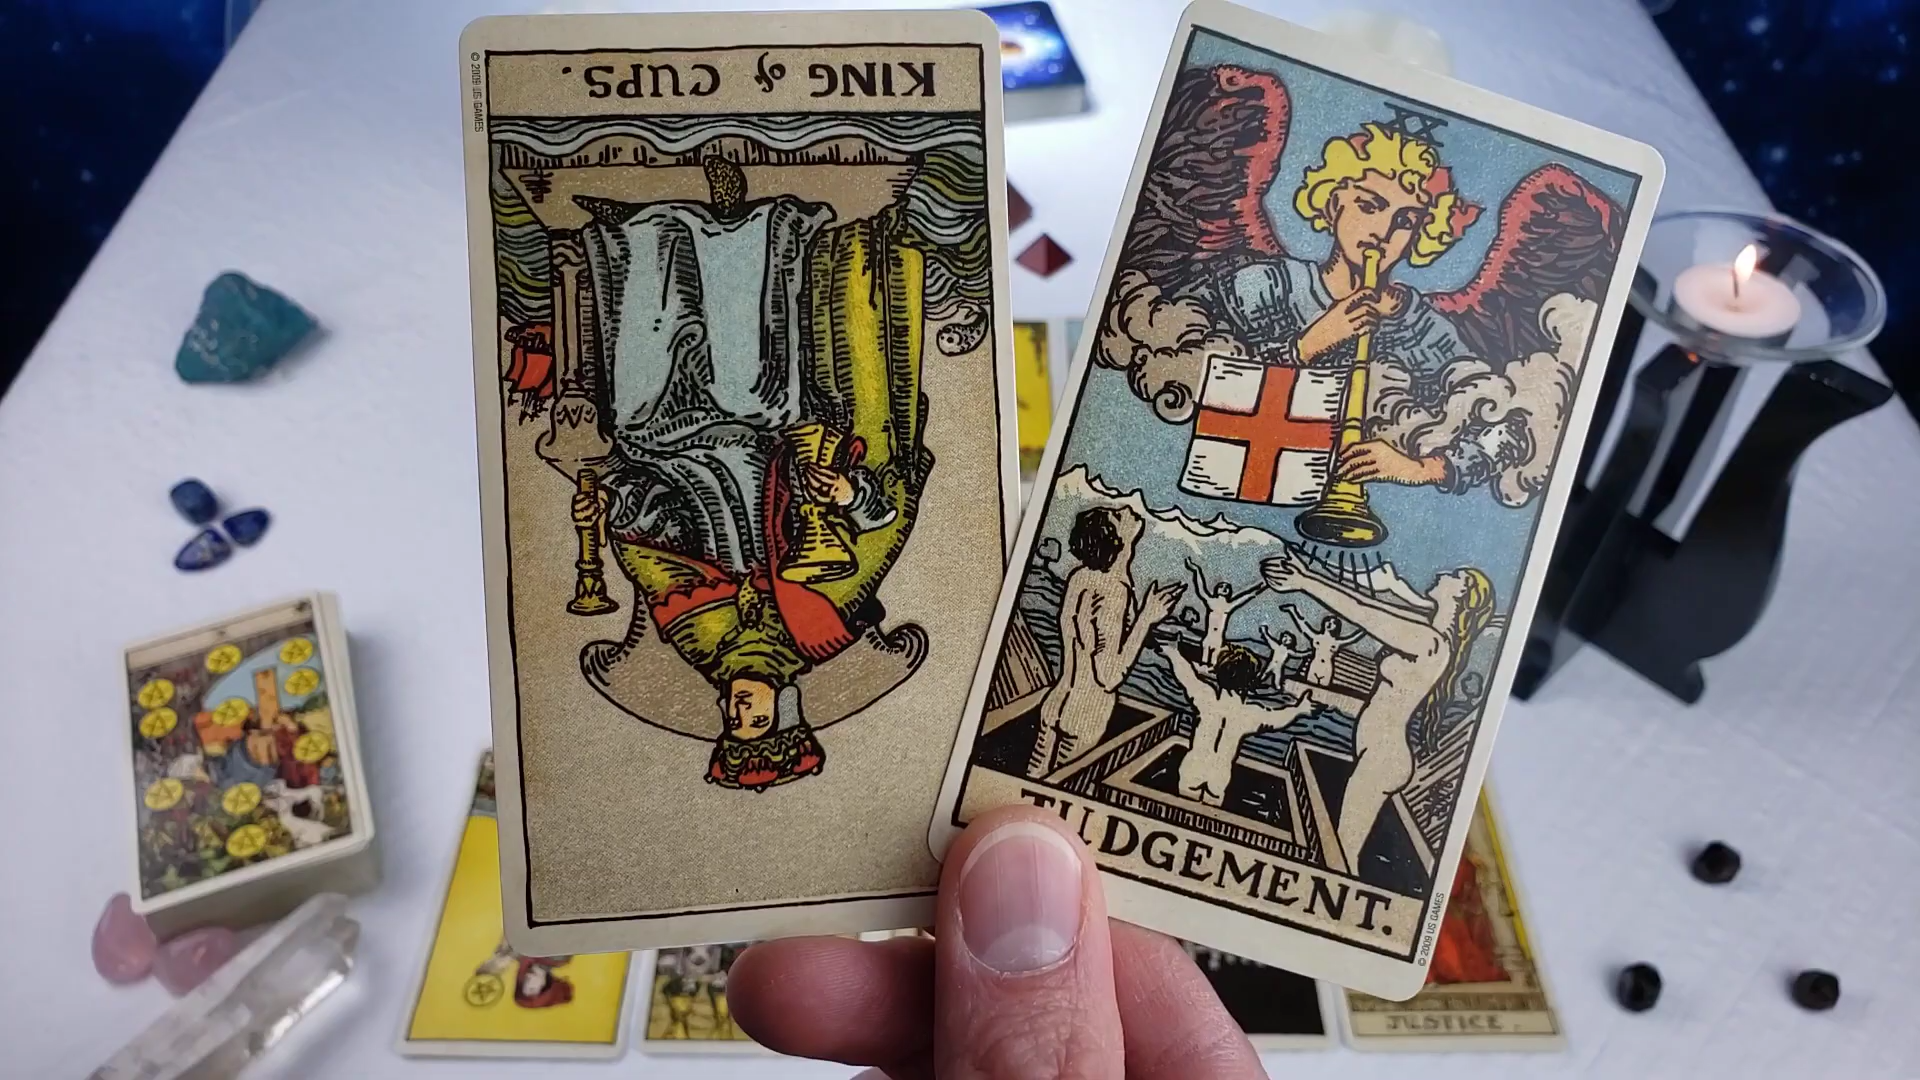 KING of CUPS.
© 2009 US GAMES
XX
JUDGEMENT.
© 2009 US GAMES
JUSTICE.